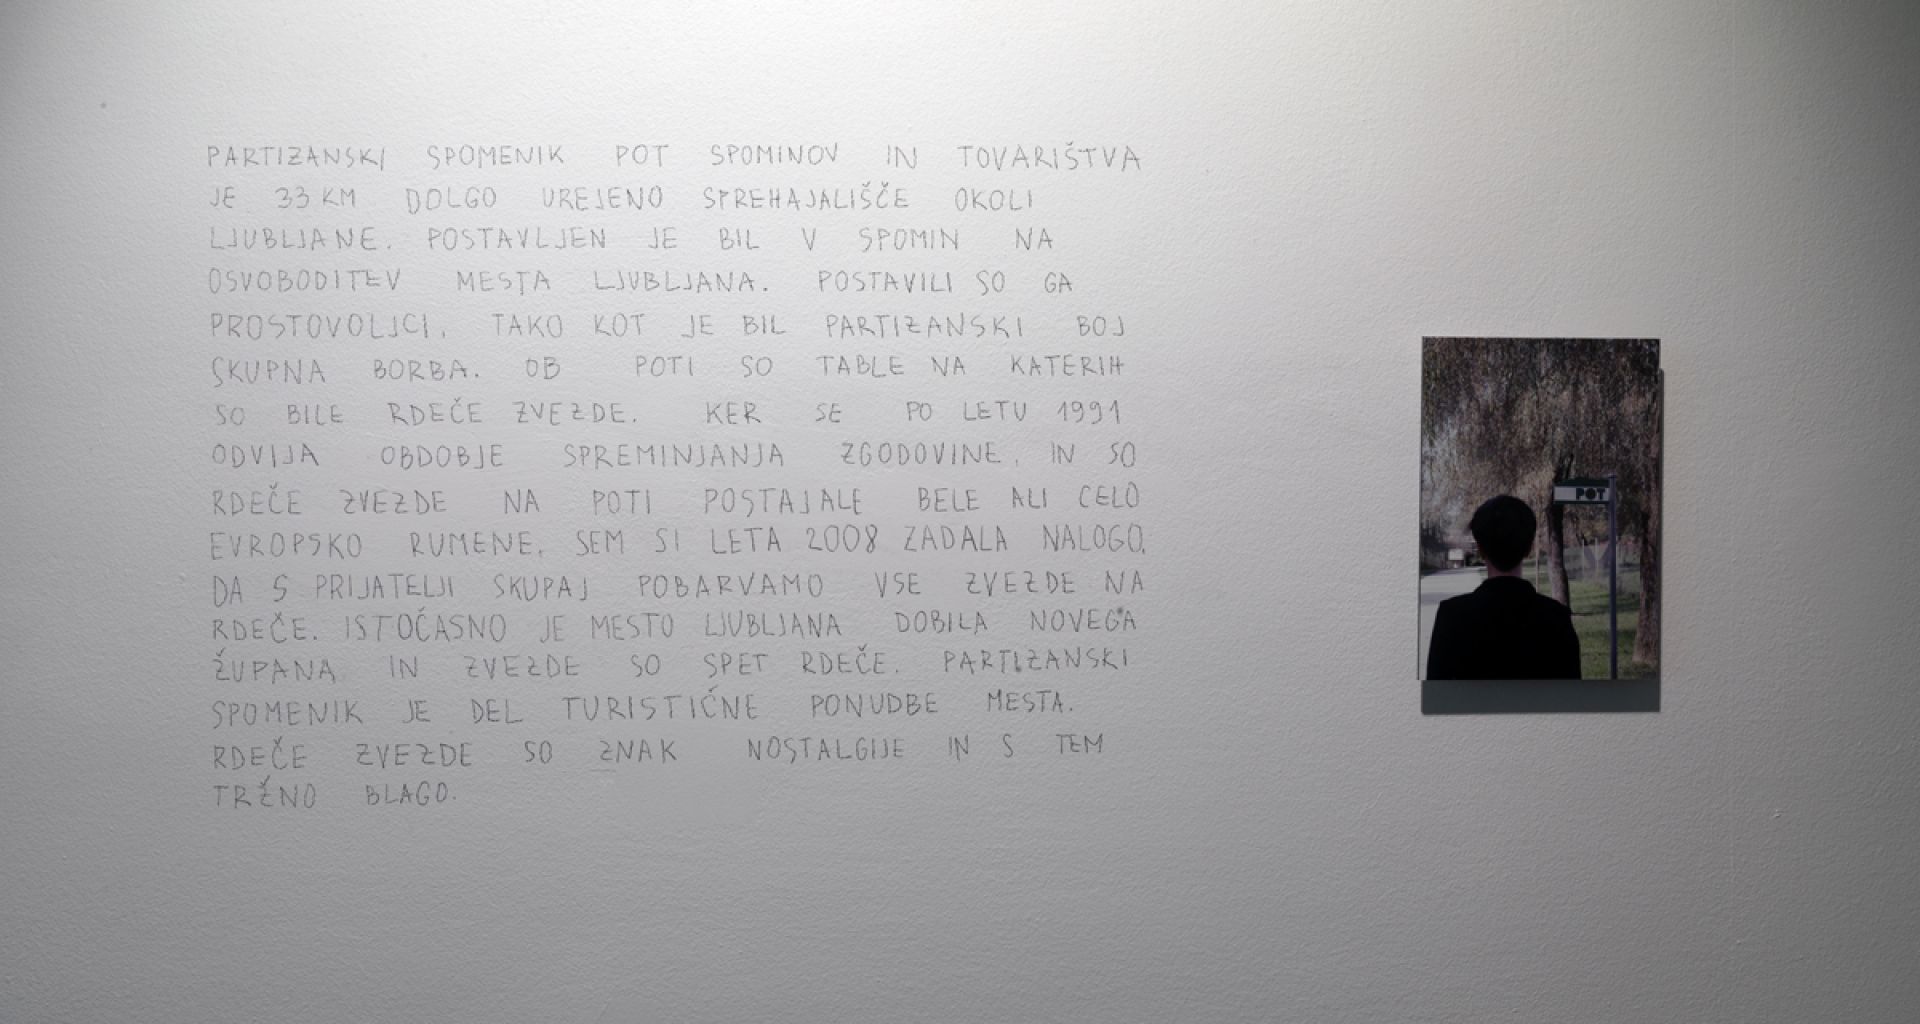 PARTIZANSKI SPOMENIK POT SPOMINOV IN TOVARIŠTVA
JE 33 KM DOLGO UREJENO SPREHAJALIŠČE OKOLI
LJUBLJANE. POSTAVLJEN JE BIL V SPOMIN NA
OSVOBODITEV MESTA LJUBLJANA. POSTAVILI SO GA
PROSTOVOLJCI, TAKO KOT JE BIL PARTIZANSKI BOJ
SKUPNA BORBA. OB POTI SO TABLE NA KATERIH
SO BILE RDEČE ZVEZDE. KER SE PO LETU 1991
ODVIJA OBDOBJE SPREMINJANJA ZGODOVINE, IN SO
RDEČE ZVEZDE NA POTI POSTAJALE BELE ALI CELO
EVROPSKO RUMENE, SEM SI LETA 2008 ZADALA NALOGO,
DA S PRIJATELJI SKUPAJ POBARVAMO VSE ZVEZDE NA
RDEČE. ISTOČASNO JE MESTO LJUBLJANA DOBILA NOVEGA
ŽUPANA IN ZVEZDE SO SPET RDEČE. PARTIZANSKI
SPOMENIK JE DEL TURISTIČNE PONUDBE MESTA.
RDEČE ZVEZDE SO ZNAK NOSTALGIJE IN S TEM
TRŽNO BLAGO.
POT